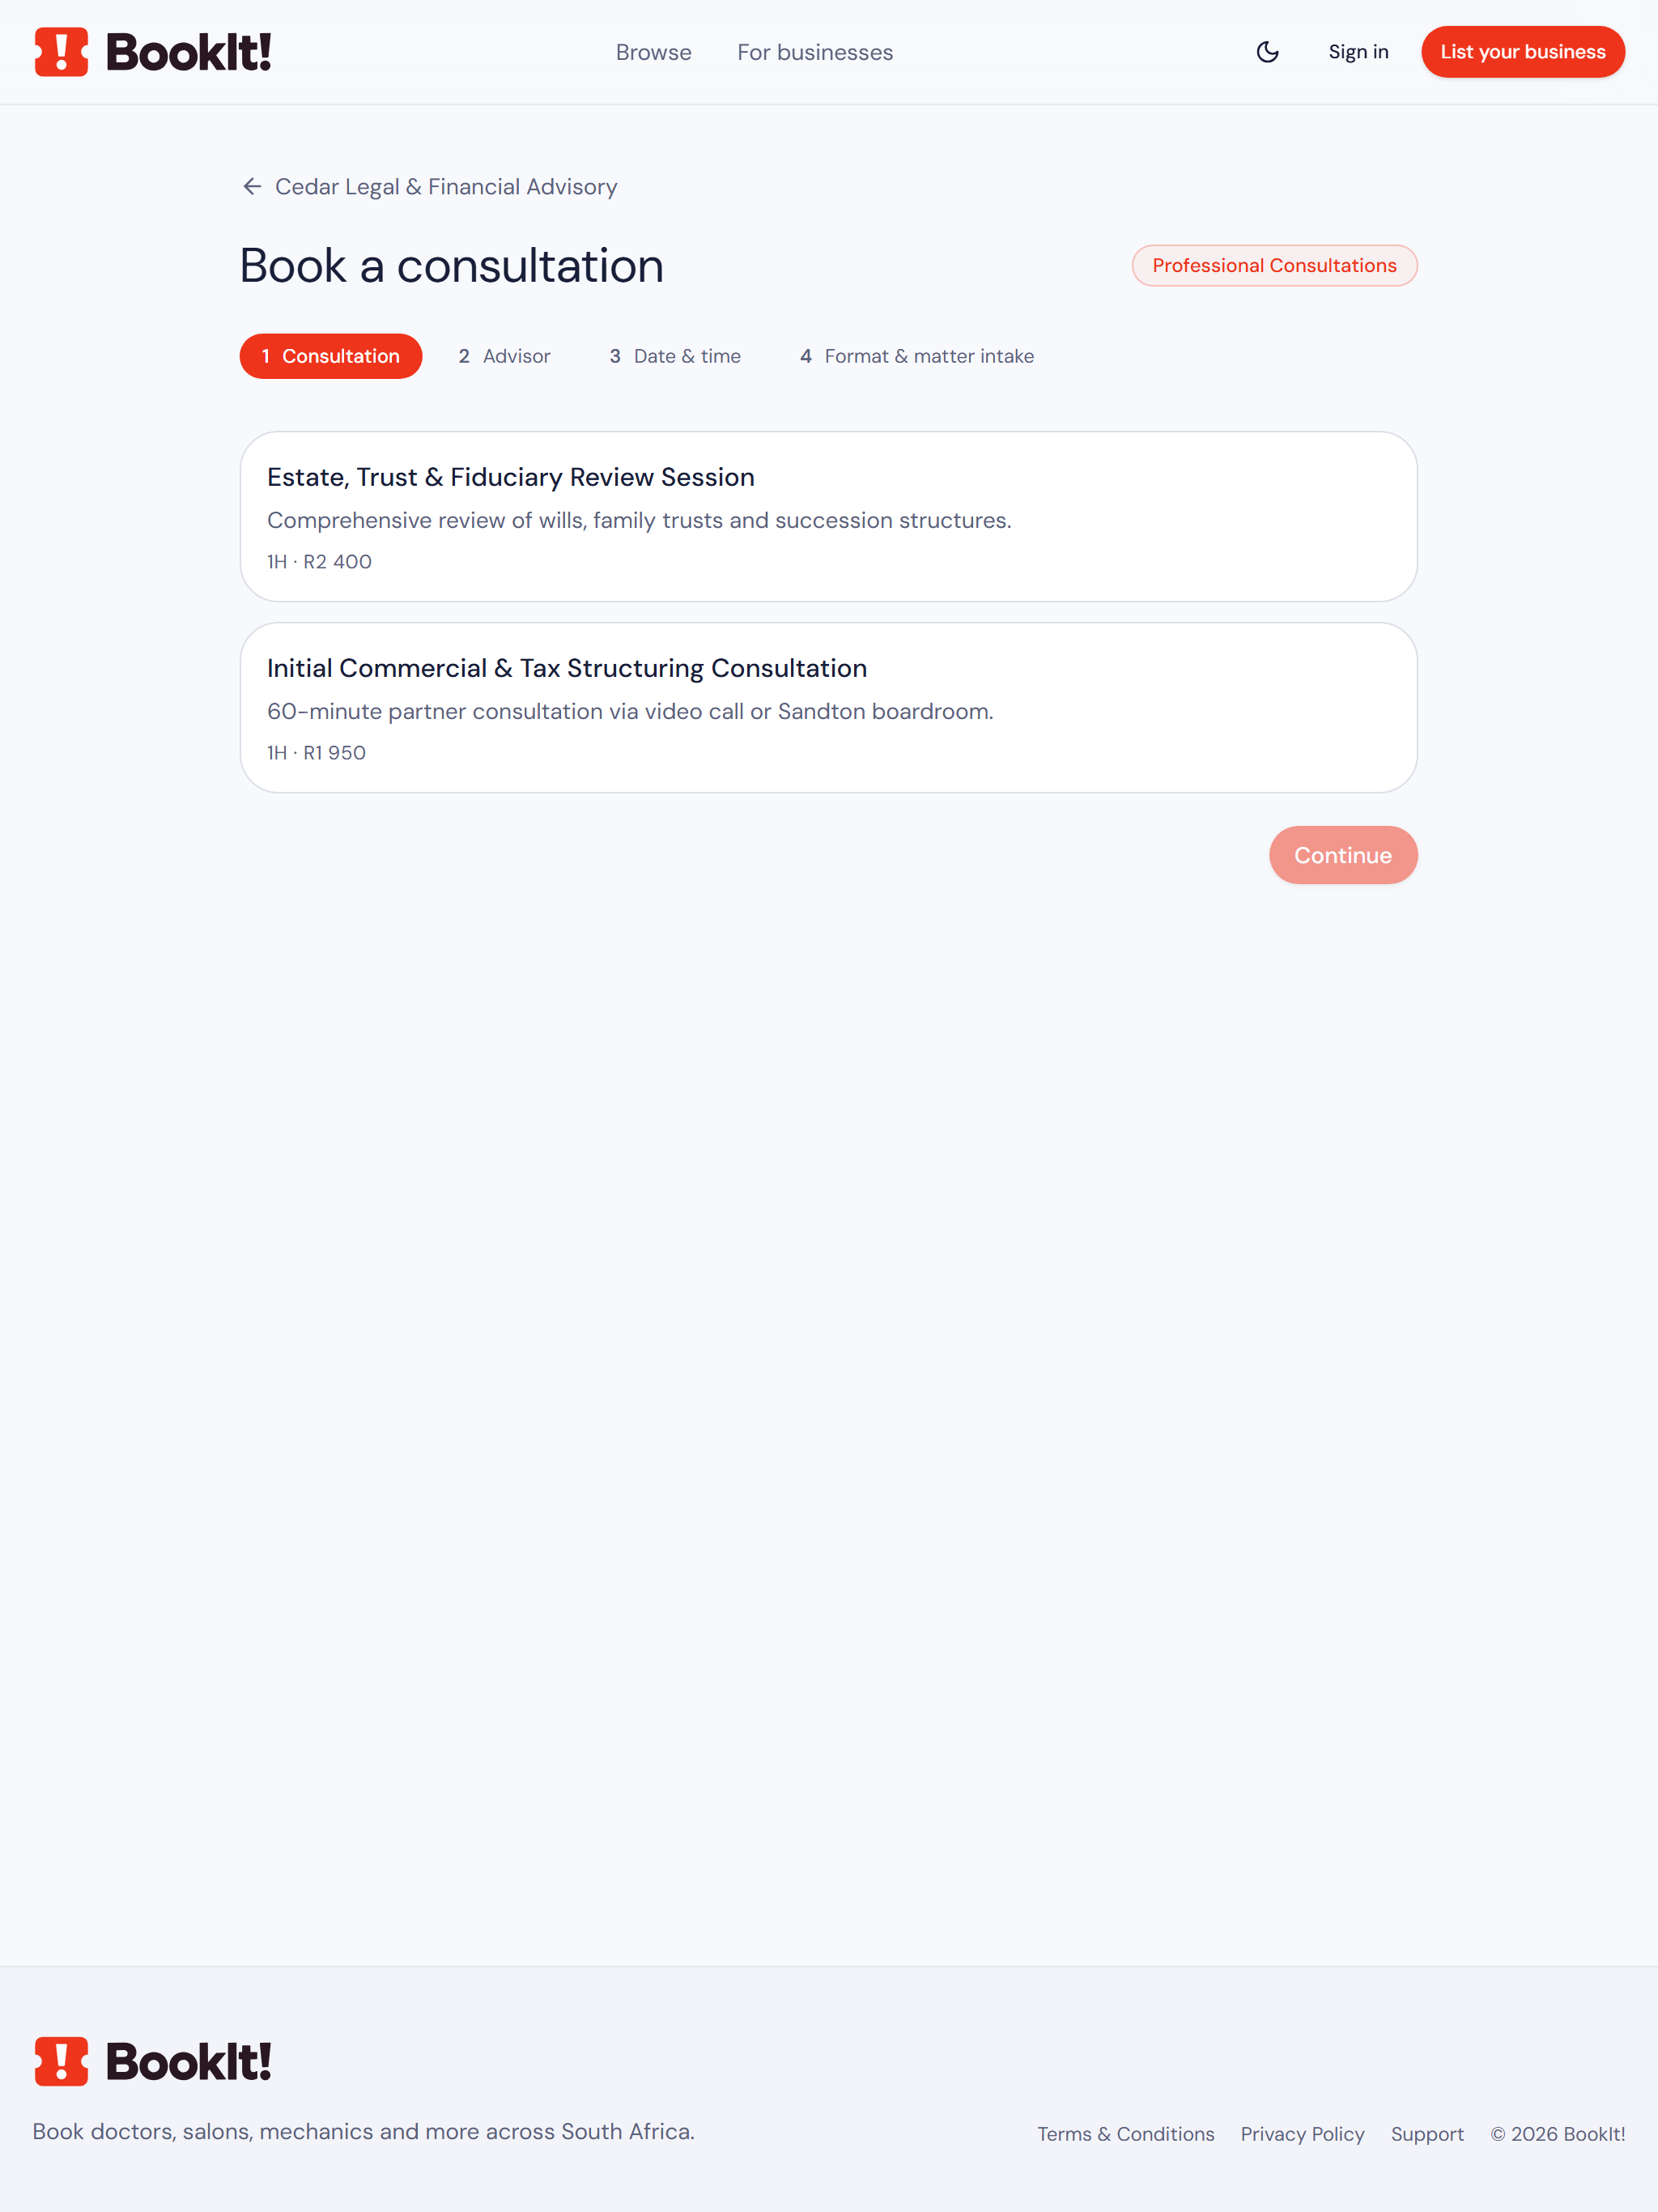 BookIt!
Browse
For businesses
Sign in
List your business
← Cedar Legal & Financial Advisory
Book a consultation
Professional Consultations
1 Consultation
2 Advisor
3 Date & time
4 Format & matter intake
Estate, Trust & Fiduciary Review Session
Comprehensive review of wills, family trusts and succession structures.
1H · R2 400
Initial Commercial & Tax Structuring Consultation
60-minute partner consultation via video call or Sandton boardroom.
1H · R1 950
Continue
BookIt!
Book doctors, salons, mechanics and more across South Africa.
Terms & Conditions
Privacy Policy
Support
© 2026 BookIt!